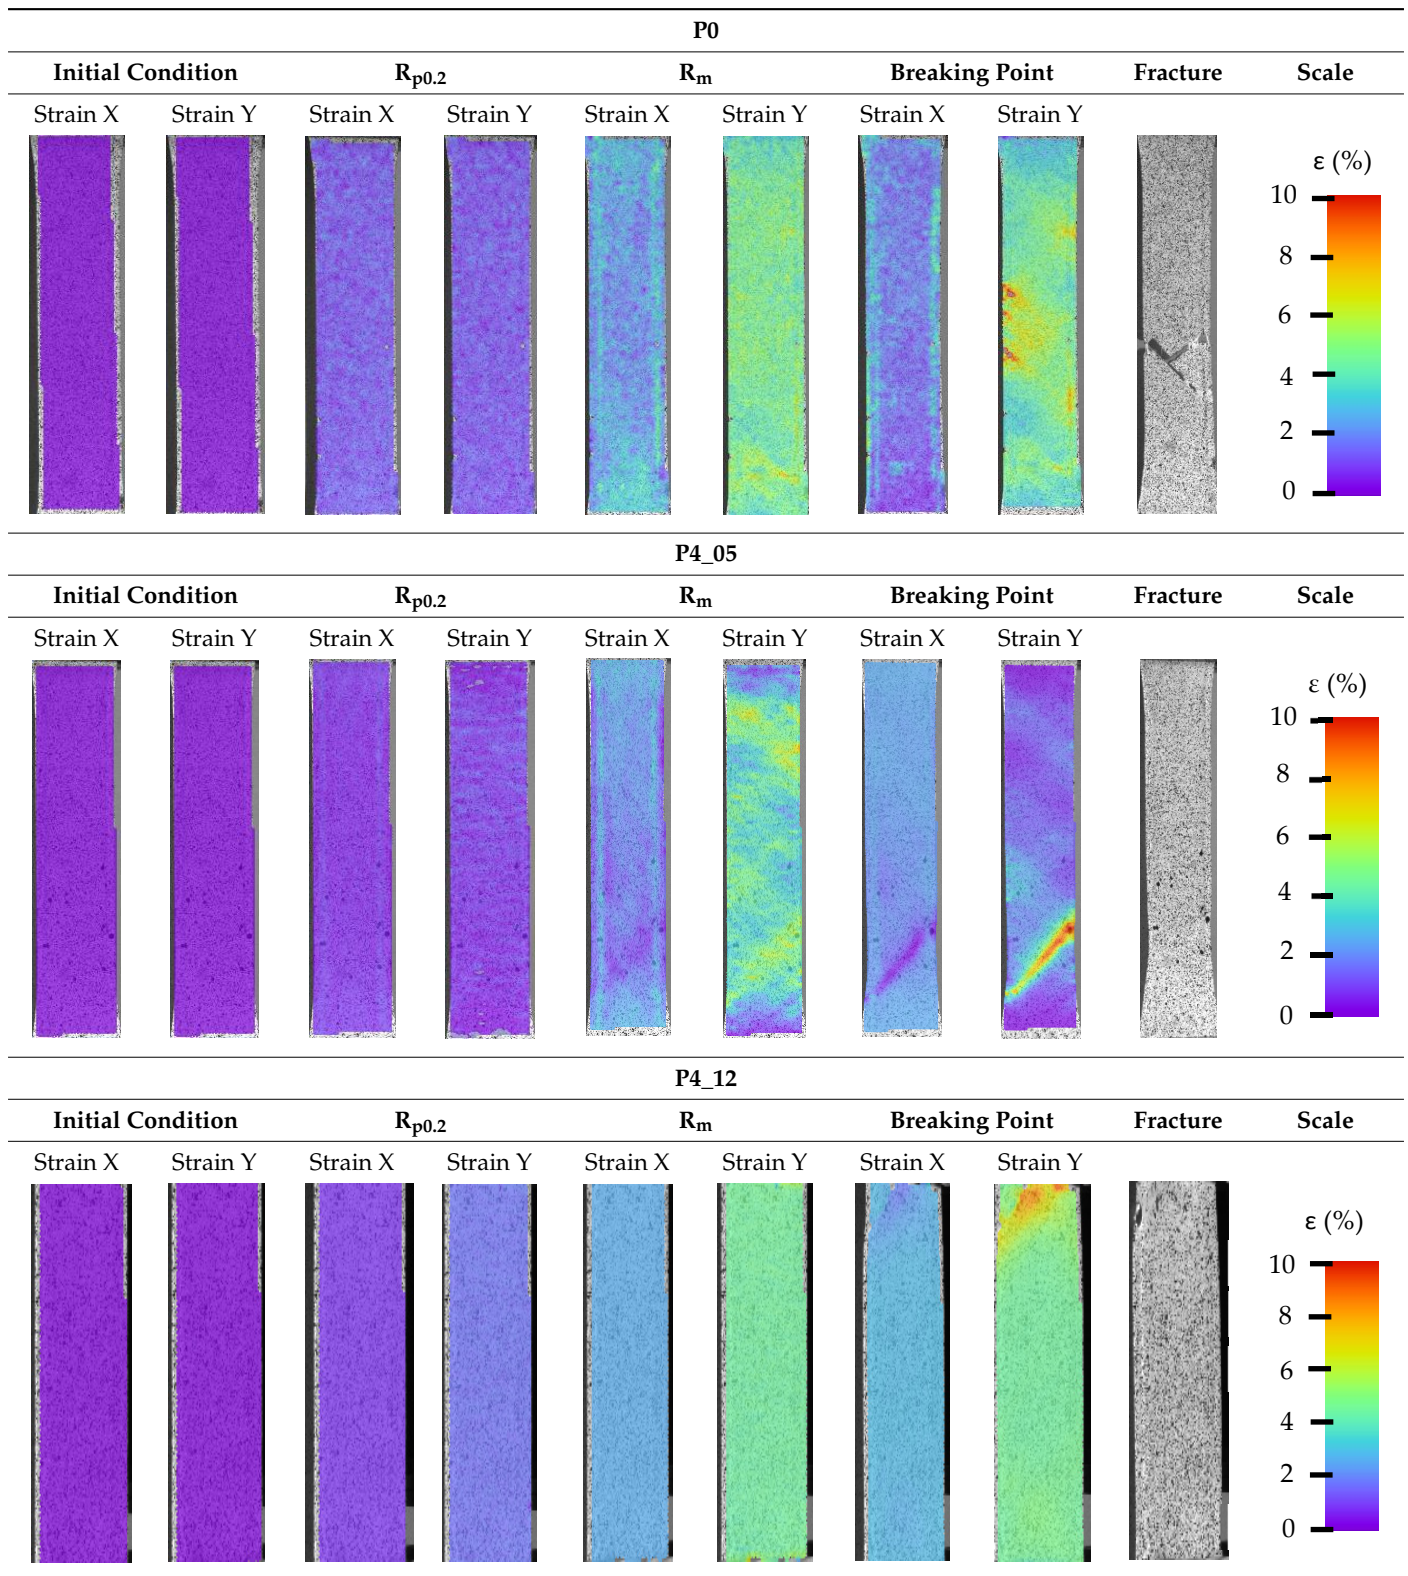 P0
Initial Condition Rp0.2 Rm Breaking Point Fracture Scale
Strain X Strain Y Strain X Strain Y Strain X Strain Y Strain X Strain Y
ε (%)
10
8
6
4
2
0
P4_05
Initial Condition Rp0.2 Rm Breaking Point Fracture Scale
Strain X Strain Y Strain X Strain Y Strain X Strain Y Strain X Strain Y
ε (%)
10
8
6
4
2
0
P4_12
Initial Condition Rp0.2 Rm Breaking Point Fracture Scale
Strain X Strain Y Strain X Strain Y Strain X Strain Y Strain X Strain Y
ε (%)
10
8
6
4
2
0